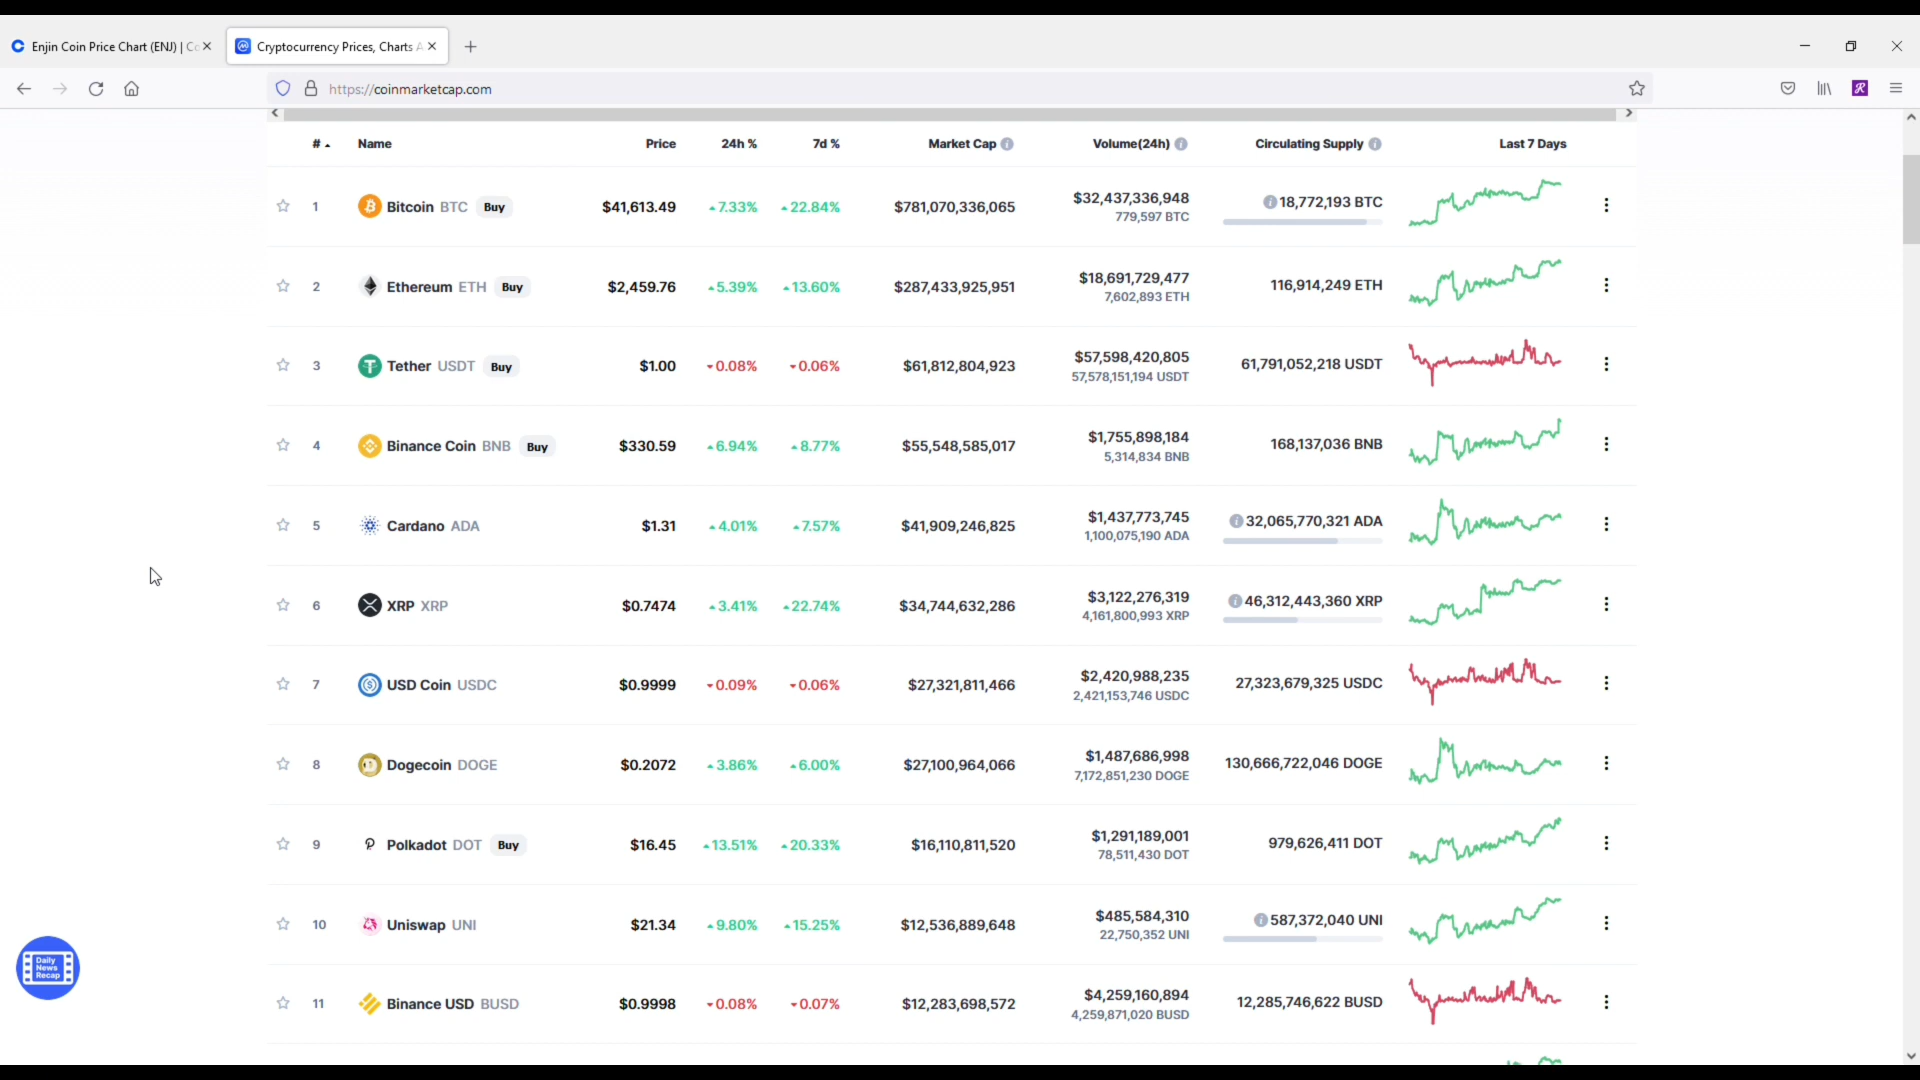 Enjin Coin Price Chart (ENJ) | Co
Cryptocurrency Prices, Charts A
https://coinmarketcap.com
# Name Price 24h % 7d % Market Cap Volume(24h) Circulating Supply Last 7 Days
1 Bitcoin BTC Buy $41,613.49 7.33% 22.84% $781,070,336,065 $32,437,336,948 18,772,193 BTC
779,597 BTC
2 Ethereum ETH Buy $2,459.76 5.39% 13.60% $287,433,925,951 $18,691,729,477 116,914,249 ETH
7,602,893 ETH
3 Tether USDT Buy $1.00 0.08% 0.06% $61,812,804,923 $57,598,420,805 61,791,052,218 USDT
57,578,151,194 USDT
4 Binance Coin BNB Buy $330.59 6.94% 8.77% $55,548,585,017 $1,755,898,184 168,137,036 BNB
5,314,834 BNB
5 Cardano ADA $1.31 4.01% 7.57% $41,909,246,825 $1,437,773,745 32,065,770,321 ADA
1,100,075,190 ADA
6 XRP XRP $0.7474 3.41% 22.74% $34,744,632,286 $3,122,276,319 46,312,443,360 XRP
4,161,800,993 XRP
7 USD Coin USDC $0.9999 0.09% 0.06% $27,321,811,466 $2,420,988,235 27,323,679,325 USDC
2,421,153,746 USDC
8 Dogecoin DOGE $0.2072 3.86% 6.00% $27,100,964,066 $1,487,686,998 130,666,722,046 DOGE
7,172,851,230 DOGE
9 Polkadot DOT Buy $16.45 13.51% 20.33% $16,110,811,520 $1,291,189,001 979,626,411 DOT
78,511,430 DOT
10 Uniswap UNI $21.34 9.80% 15.25% $12,536,889,648 $485,584,310 587,372,040 UNI
22,750,352 UNI
11 Binance USD BUSD $0.9998 0.08% 0.07% $12,283,698,572 $4,259,160,894 12,285,746,622 BUSD
4,259,871,020 BUSD
Daily
News
Recap